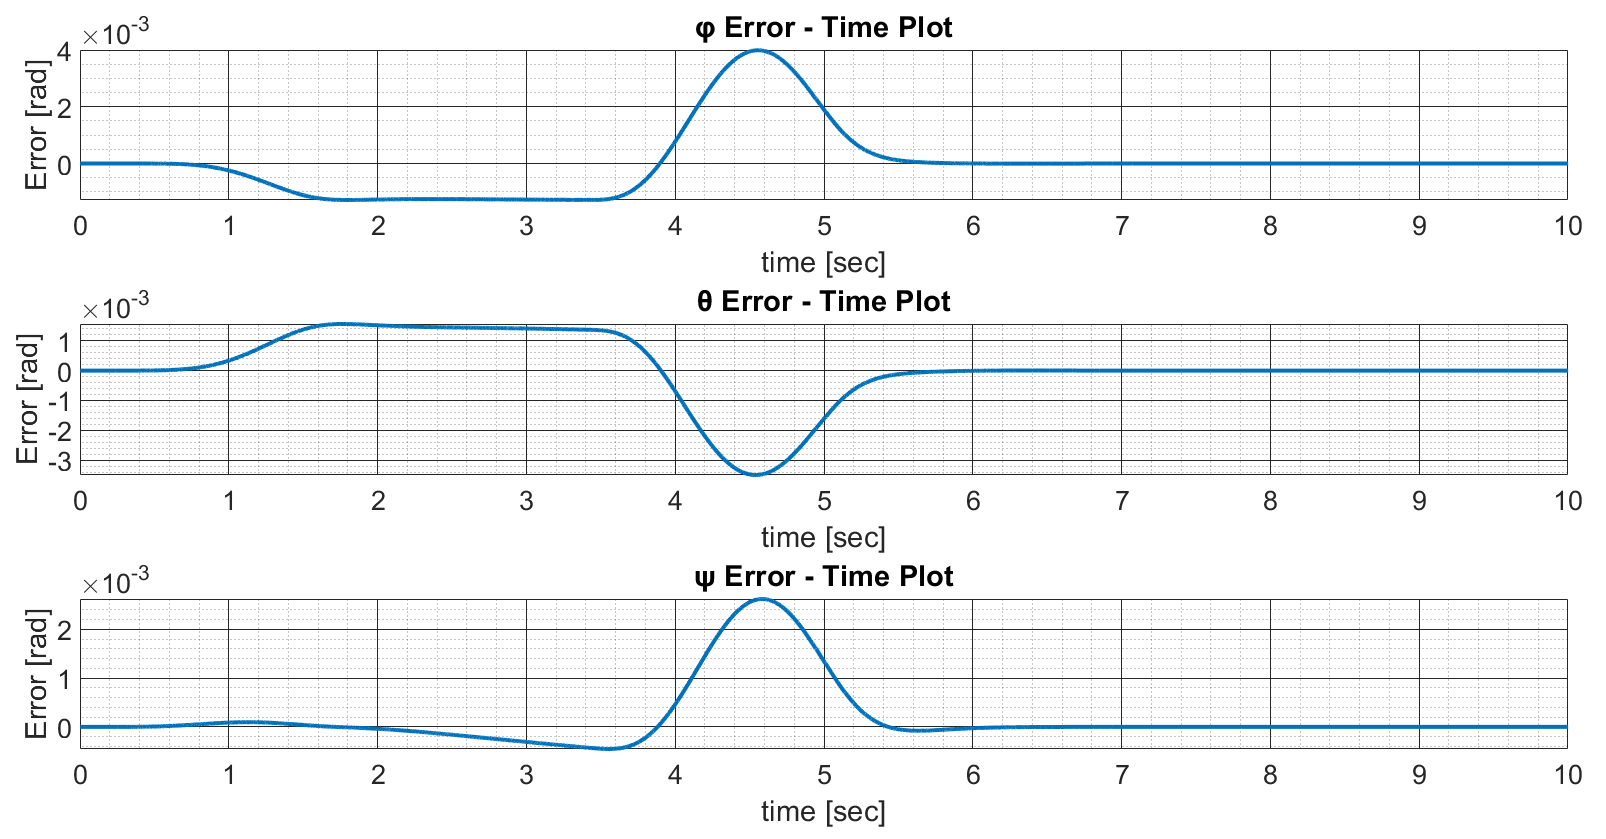 φ Error - Time Plot
×10-3
4
2
0
Error [rad]
0 1 2 3 4 5 6 7 8 9 10
time [sec]
θ Error - Time Plot
×10-3
1
0
-1
-2
-3
Error [rad]
0 1 2 3 4 5 6 7 8 9 10
time [sec]
ψ Error - Time Plot
×10-3
2
1
0
Error [rad]
0 1 2 3 4 5 6 7 8 9 10
time [sec]